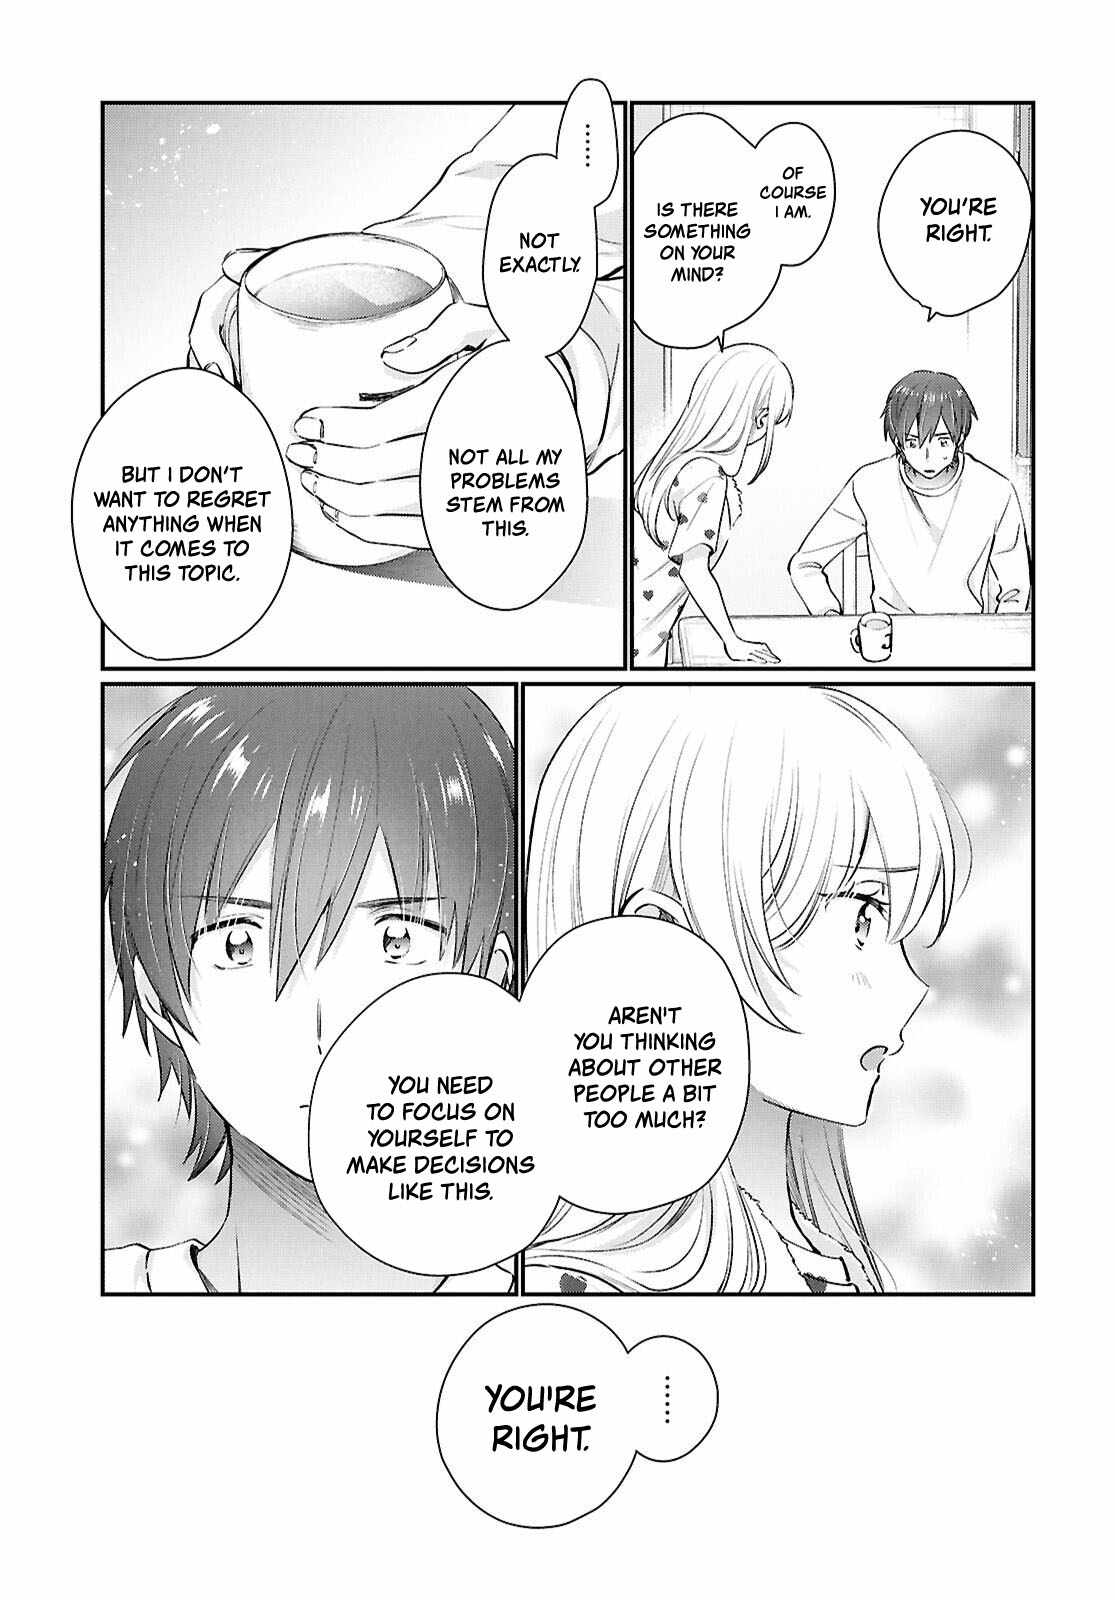 YOU'RE
RIGHT.
OF
COURSE
I AM.
IS THERE
SOMETHING
ON YOUR
MIND?
......
NOT
EXACTLY.
NOT ALL MY
PROBLEMS
STEM FROM
THIS.
BUT I DON'T
WANT TO REGRET
ANYTHING WHEN
IT COMES TO
THIS TOPIC.
AREN'T
YOU THINKING
ABOUT OTHER
PEOPLE A BIT
TOO MUCH?
YOU NEED
TO FOCUS ON
YOURSELF TO
MAKE DECISIONS
LIKE THIS.
......
YOU'RE
RIGHT.